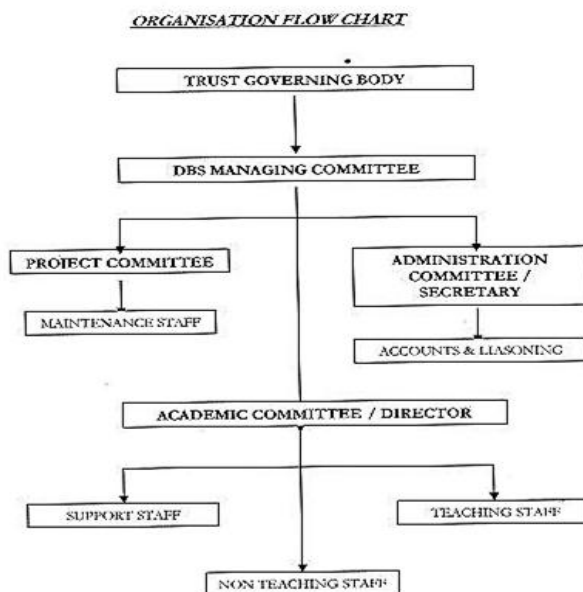 ORGANISATION FLOW CHART
TRUST GOVERNING BODY
DBS MANAGING COMMITTEE
PROJECT COMMITTEE
MAINTENANCE STAFF
ADMINISTRATION
COMMITTEE /
SECRETARY
ACCOUNTS & LIASONING
ACADEMIC COMMITTEE / DIRECTOR
SUPPORT STAFF
TEACHING STAFF
NON TEACHING STAFF